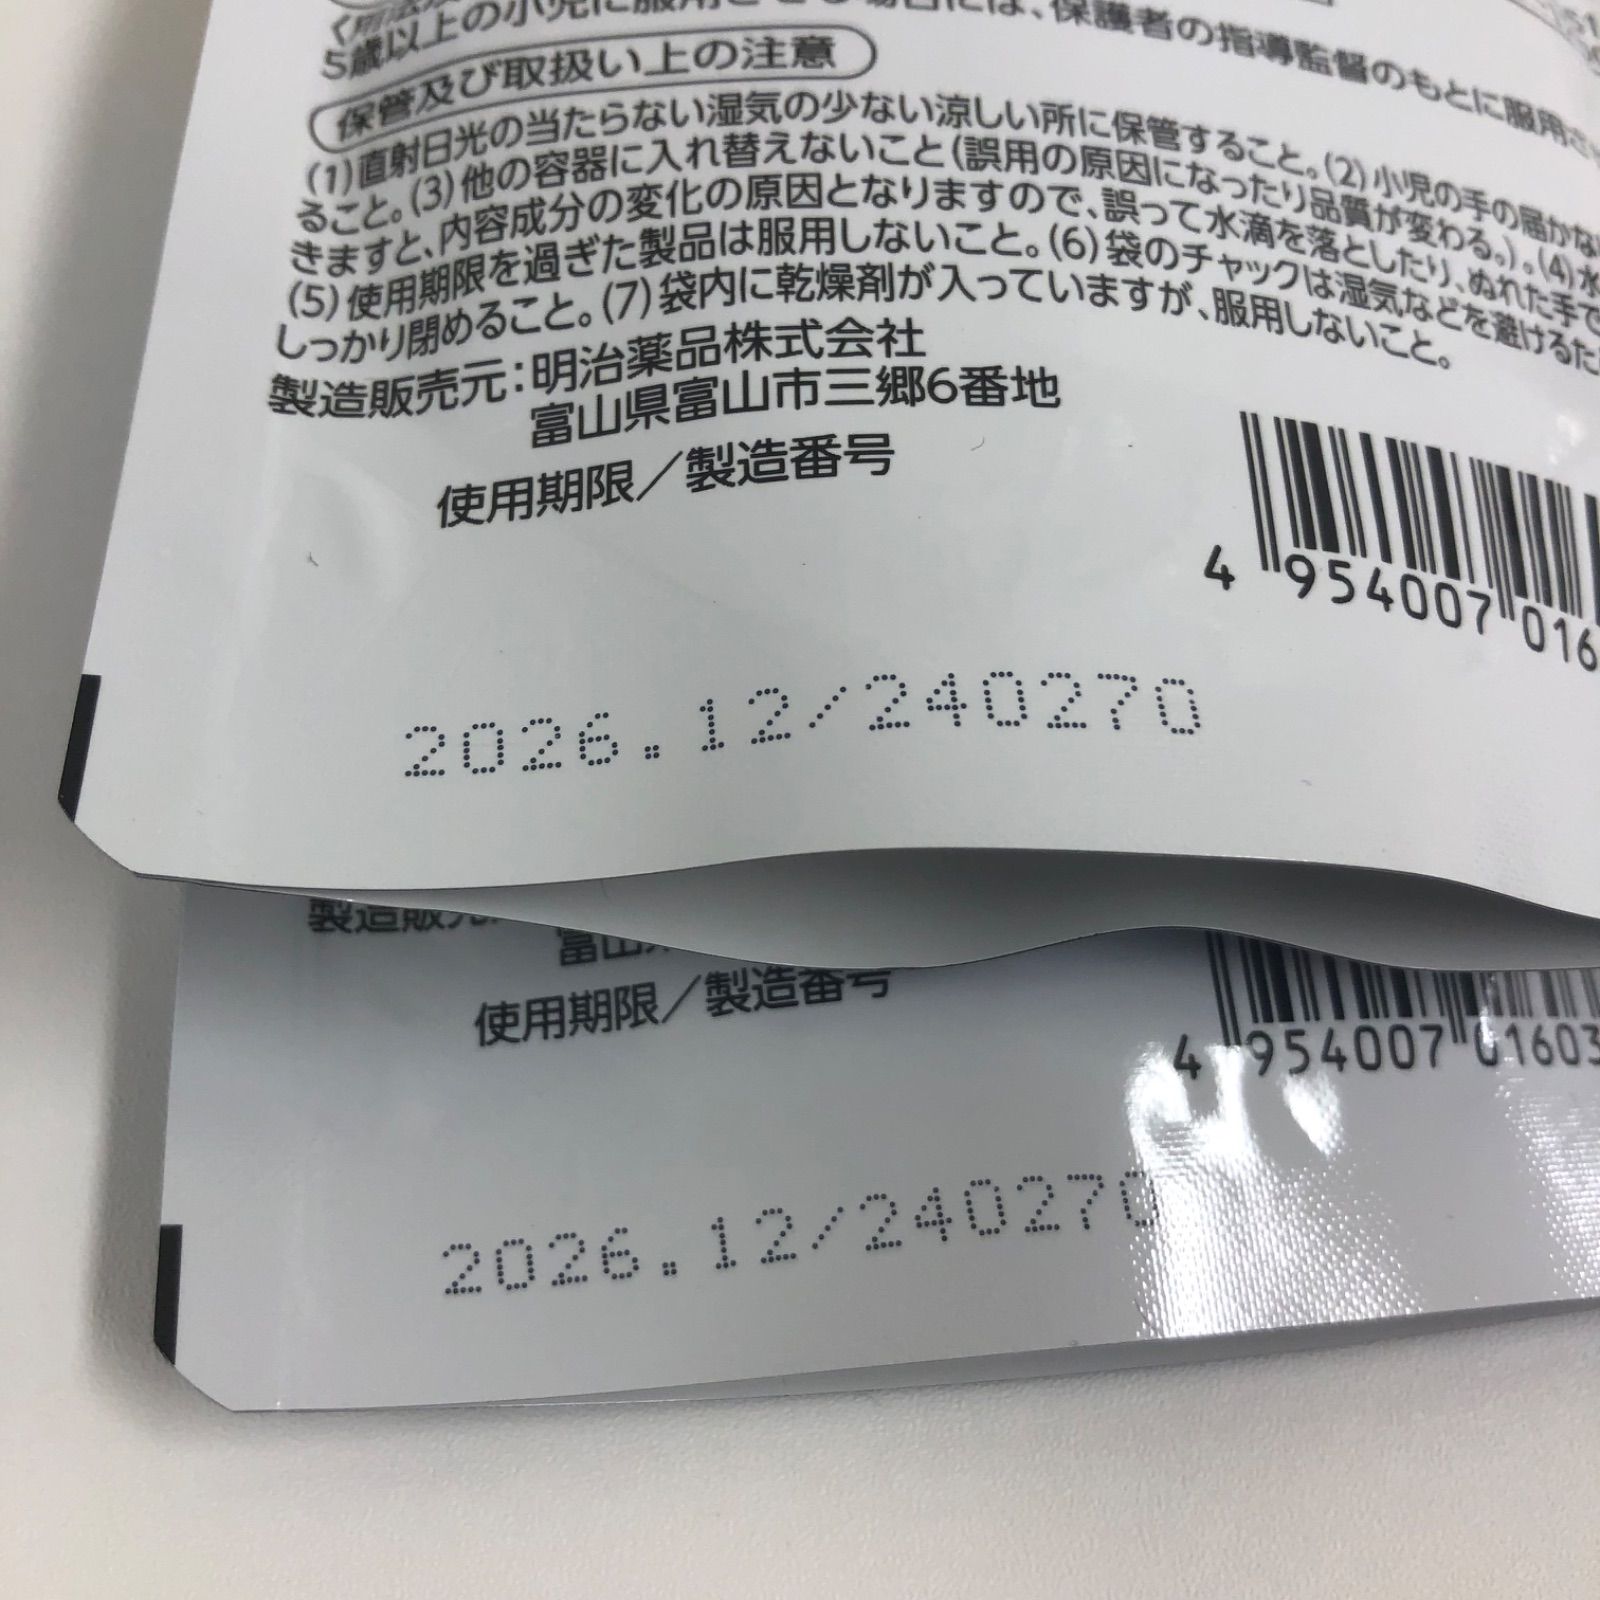 5歳以上の小児に服用させる場合には、保護者の指導監督のもとに服用させ
保管及び取扱い上の注意
(1)直射日光の当たらない湿気の少ない涼しい所に保管すること。(2)小児の手の届かない
ること。(3)他の容器に入れ替えないこと(誤用の原因になったり品質が変わる。)。(4)水
きますと、内容成分の変化の原因となりますので、誤って水滴を落としたり、ぬれた手で
(5)使用期限を過ぎた製品は服用しないこと。(6)袋のチャックは湿気などを避けるため
しっかり閉めること。(7)袋内に乾燥剤が入っていますが、服用しないこと。
製造販売元:明治薬品株式会社
富山県富山市三郷6番地
使用期限/製造番号
4 954007 016
2026.12/240270
製造販売元
富山県
使用期限/製造番号
4 954007 01603
2026.12/240270